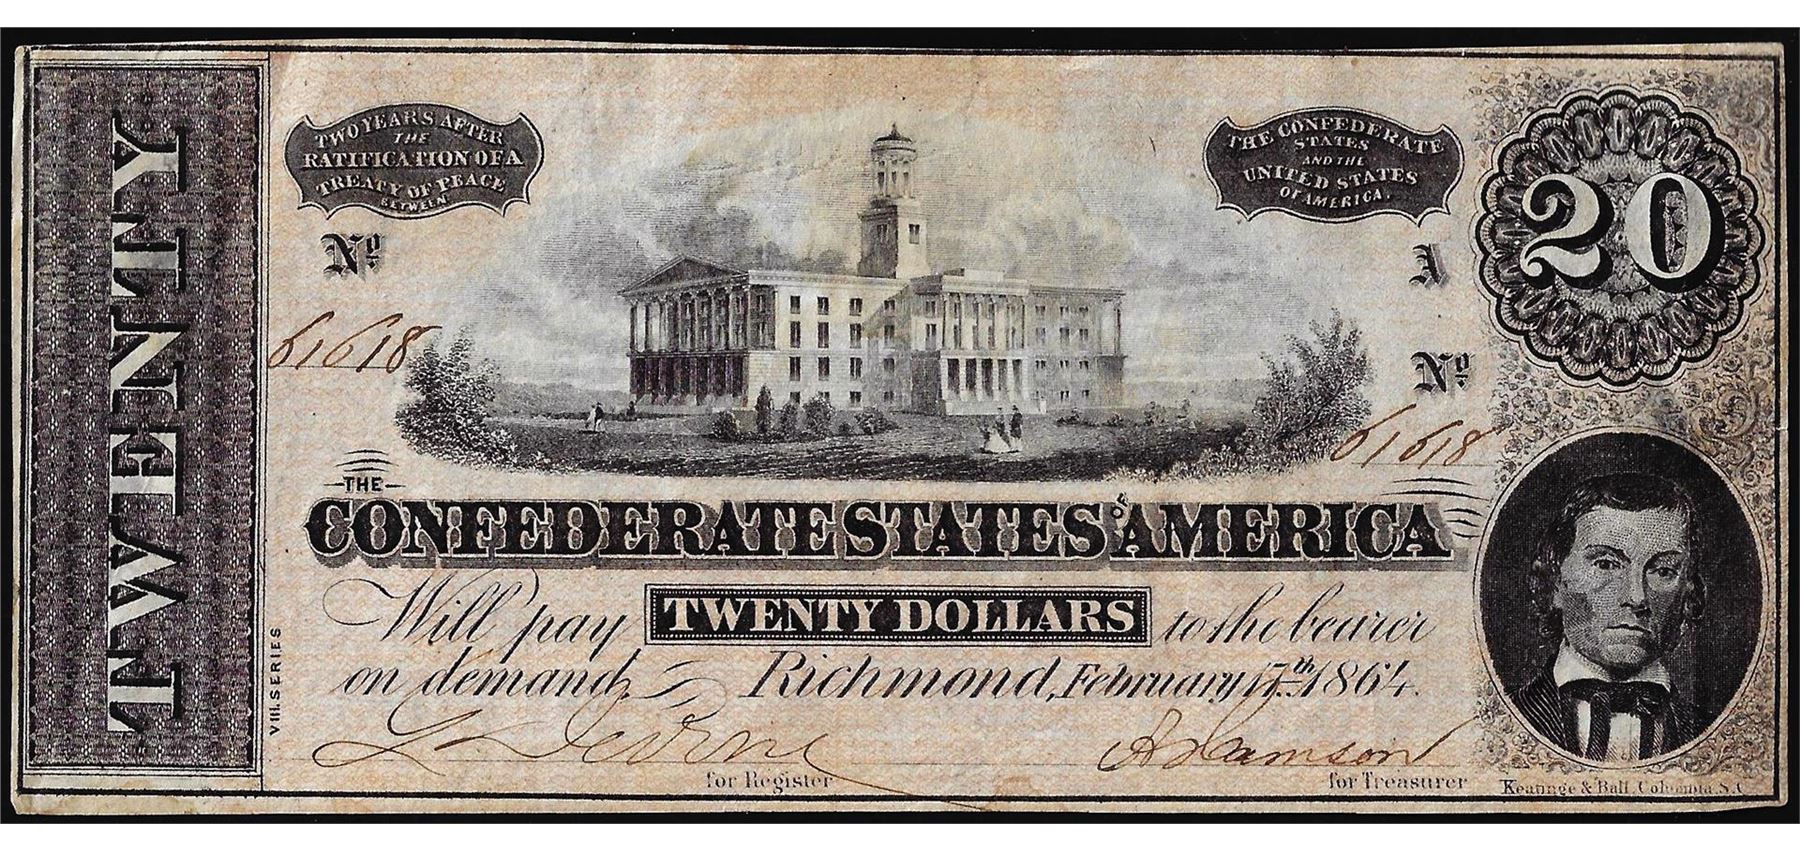 TWENTY
TWO YEARS AFTER
THE
RATIFICATION OF A
TREATY OF PEACE
BETWEEN
THE CONFEDERATE
STATES
AND THE
UNITED STATES
OF AMERICA.
20
No
A
61618
No
61618
THE
CONFEDERATE STATES OF AMERICA
Will pay TWENTY DOLLARS to the bearer
on demand, Richmond, February 17th 1864.
VIII. SERIES
for Register
for Treasurer
Keatinge & Ball, Columbia, S.C.